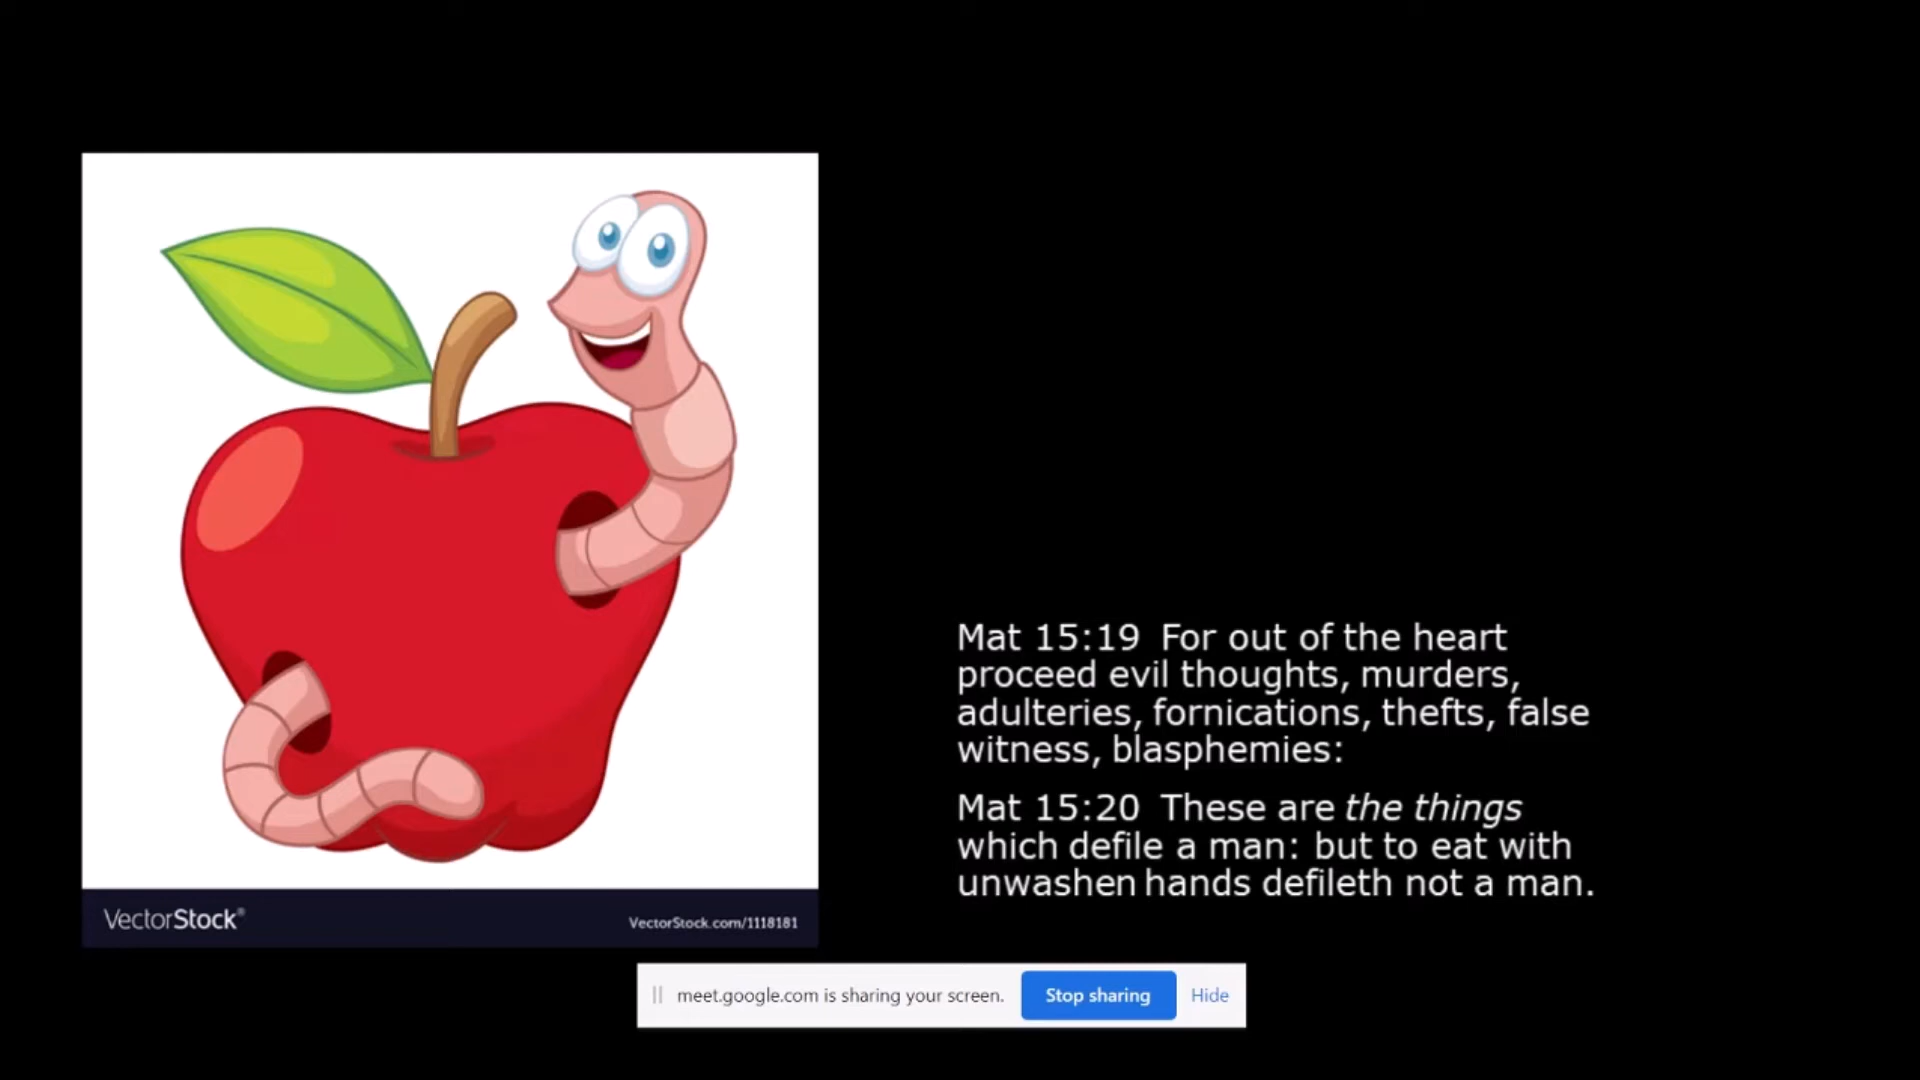 Mat 15:19  For out of the heart
proceed evil thoughts, murders,
adulteries, fornications, thefts, false
witness, blasphemies:
Mat 15:20  These are the things
which defile a man: but to eat with
unwashen hands defileth not a man.
VectorStock®
VectorStock.com/1118181
meet.google.com is sharing your screen.
Stop sharing
Hide